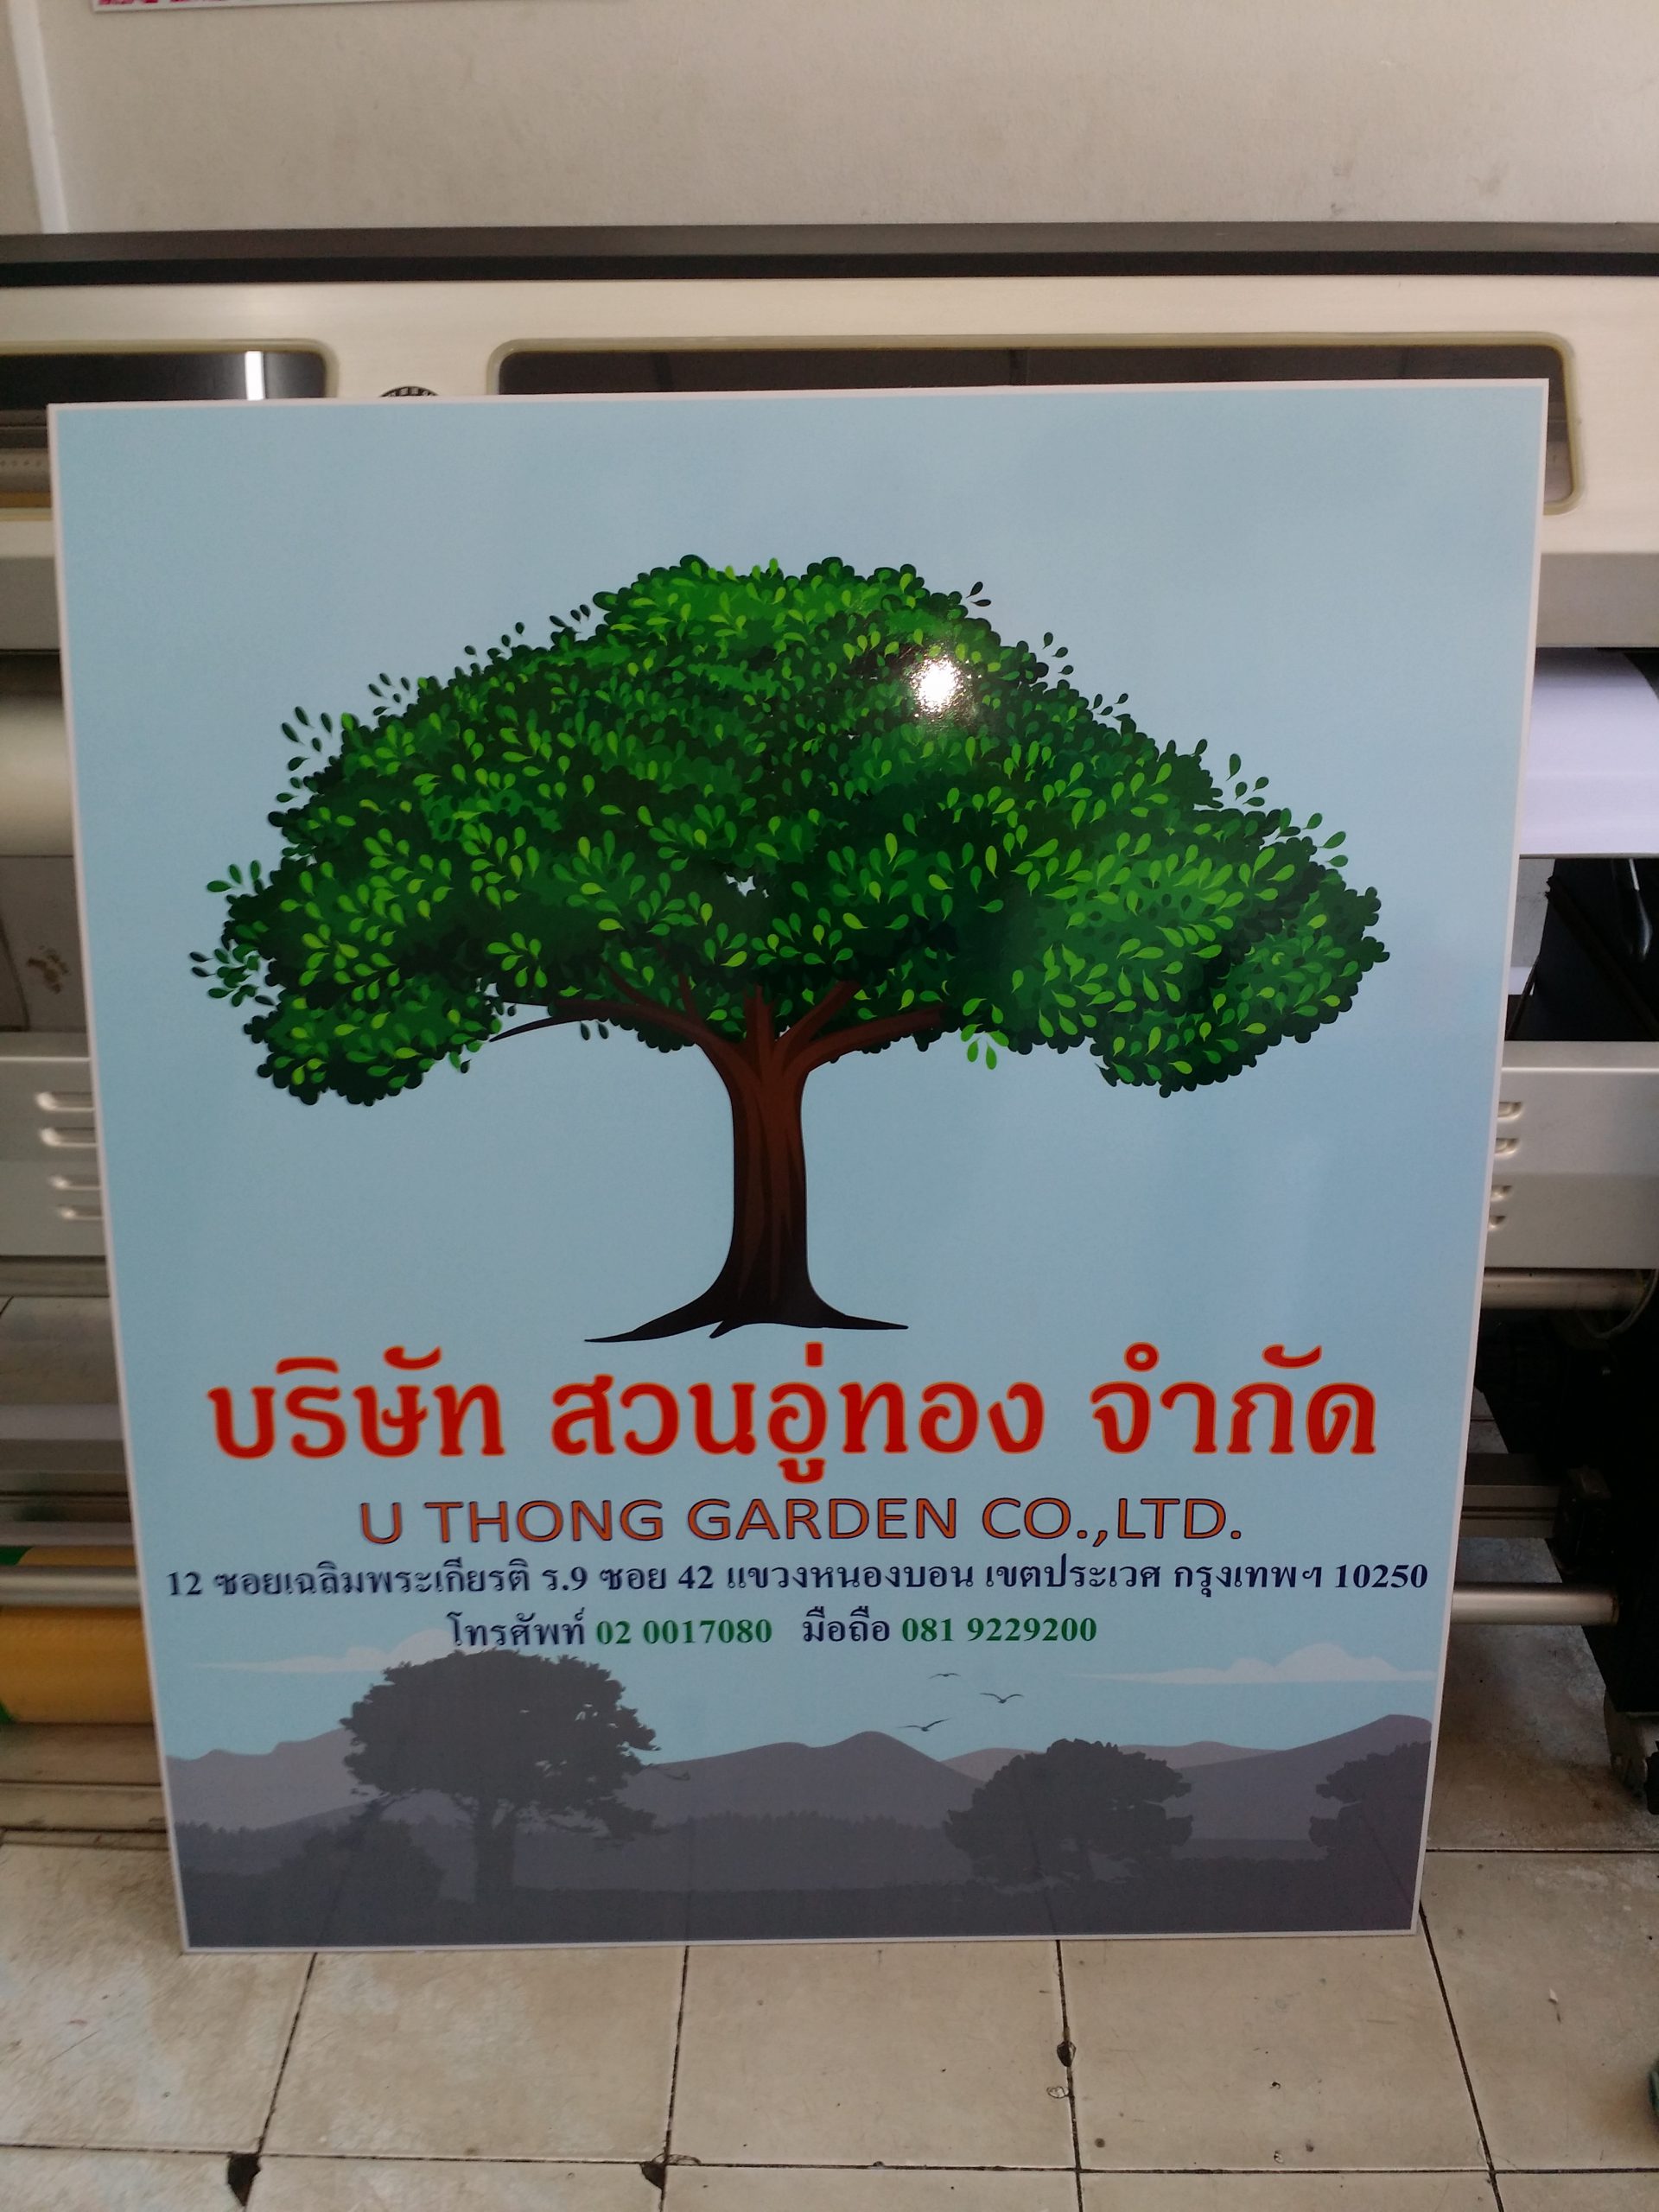 บริษัท สวนอู่ทอง จำกัด
U THONG GARDEN CO.,LTD.
12 ซอยเฉลิมพระเกียรติ ร.9 ซอย 42 แขวงหนองบอน เขตประเวศ กรุงเทพฯ 10250
โทรศัพท์ 02 0017080 มือถือ 081 9229200